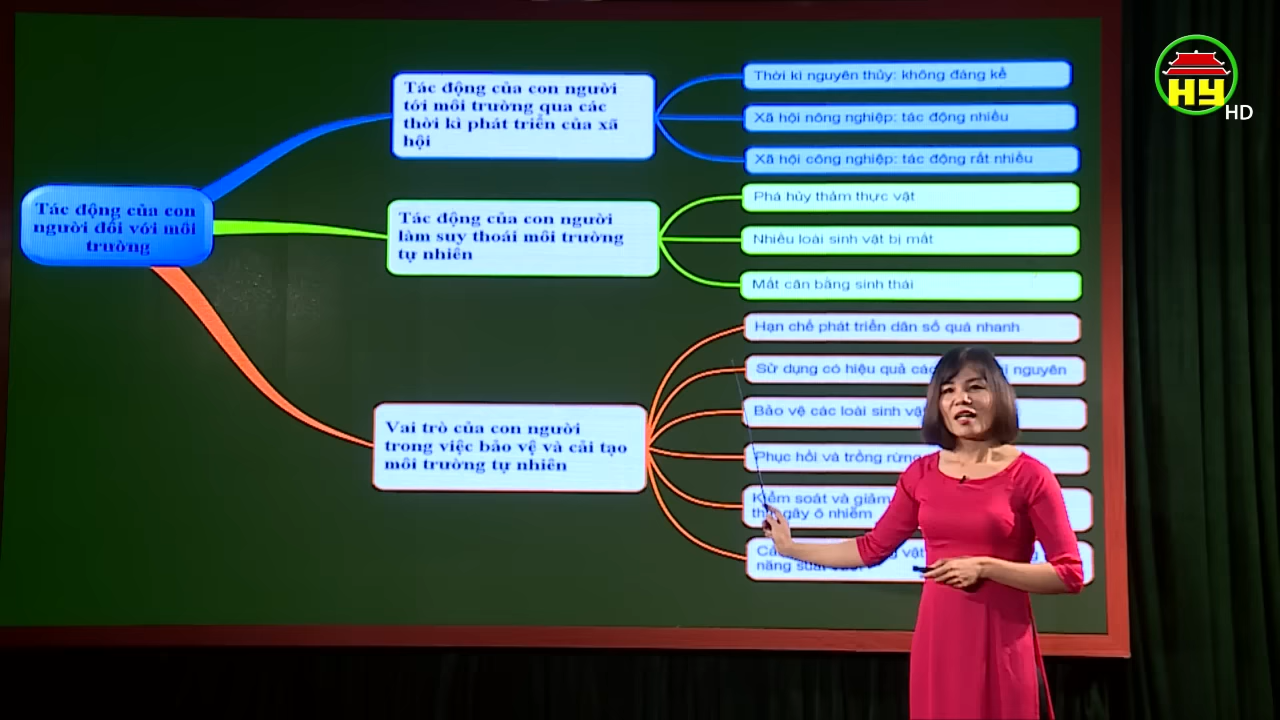 HY
HD
Tác động của con
người đối với môi
trường
Tác động của con người
tới môi trường qua các
thời kì phát triển của xã
hội
Thời kì nguyên thủy: không đáng kể
Xã hội nông nghiệp: tác động nhiều
Xã hội công nghiệp: tác động rất nhiều
Tác động của con người
làm suy thoái môi trường
tự nhiên
Phá hủy thảm thực vật
Nhiều loài sinh vật bị mất
Mất cân bằng sinh thái
Vai trò của con người
trong việc bảo vệ và cải tạo
môi trường tự nhiên
Hạn chế phát triển dân số quá nhanh
Sử dụng có hiệu quả các nguyên
Bảo vệ các loài sinh
Phục hồi và trồng rừng
Kiểm soát và giảm
gây ô nhiễm
năng suất